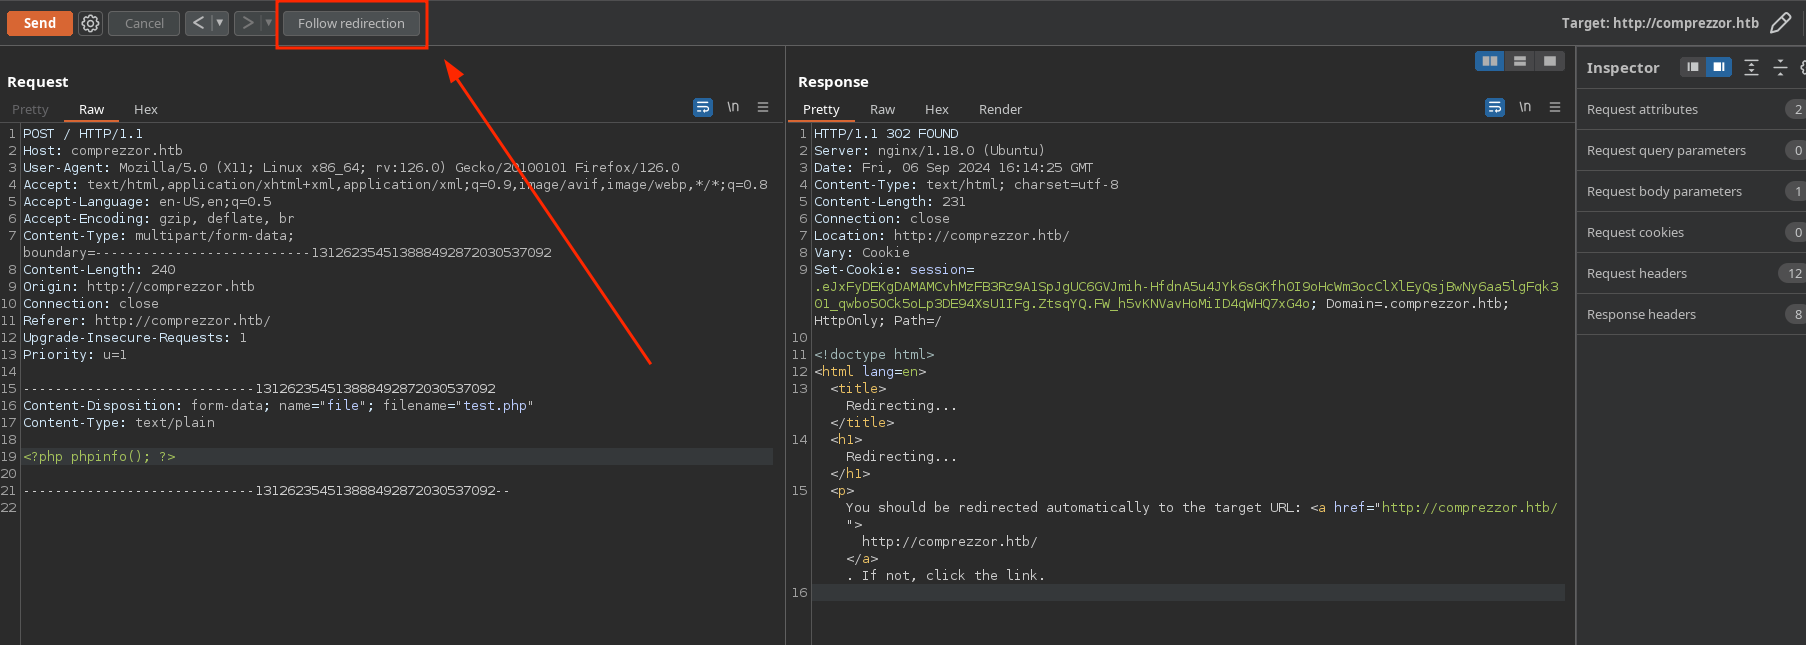 Send
Cancel
<
>
Follow redirection
Target: http://comprezzor.htb
Request
Pretty
Raw
Hex
\n
1 POST / HTTP/1.1
2 Host: comprezzor.htb
3 User-Agent: Mozilla/5.0 (X11; Linux x86_64; rv:126.0) Gecko/20100101 Firefox/126.0
4 Accept: text/html,application/xhtml+xml,application/xml;q=0.9,image/avif,image/webp,*/*;q=0.8
5 Accept-Language: en-US,en;q=0.5
6 Accept-Encoding: gzip, deflate, br
7 Content-Type: multipart/form-data;
boundary=---------------------------131262354513888492872030537092
8 Content-Length: 240
9 Origin: http://comprezzor.htb
10 Connection: close
11 Referer: http://comprezzor.htb/
12 Upgrade-Insecure-Requests: 1
13 Priority: u=1
14
15 -----------------------------131262354513888492872030537092
16 Content-Disposition: form-data; name="file"; filename="test.php"
17 Content-Type: text/plain
18
19 <?php phpinfo(); ?>
20
21 -----------------------------131262354513888492872030537092--
22
Response
Pretty
Raw
Hex
Render
\n
1 HTTP/1.1 302 FOUND
2 Server: nginx/1.18.0 (Ubuntu)
3 Date: Fri, 06 Sep 2024 16:14:25 GMT
4 Content-Type: text/html; charset=utf-8
5 Content-Length: 231
6 Connection: close
7 Location: http://comprezzor.htb/
8 Vary: Cookie
9 Set-Cookie: session=
.eJxFyDEKgDAMAMCvhMzFB3Rz9A1SpJgUC6GVJmih-HfdnA5u4JYk6sGKfh0I9oHcWm3ocClXlEyQsjBwNy6aa5lgFqk3
01_qwbo5OCk5oLp3DE94XsU1IFg.ZtsqYQ.FW_h5vKNVavHoMiID4qWHQ7xG4o; Domain=.comprezzor.htb;
HttpOnly; Path=/
10
11 <!doctype html>
12 <html lang=en>
13 <title>
Redirecting...
</title>
14 <h1>
Redirecting...
</h1>
15 <p>
You should be redirected automatically to the target URL: <a href="http://comprezzor.htb/
">
http://comprezzor.htb/
</a>
. If not, click the link.
16
Inspector
Request attributes 2
Request query parameters 0
Request body parameters 1
Request cookies 0
Request headers 12
Response headers 8